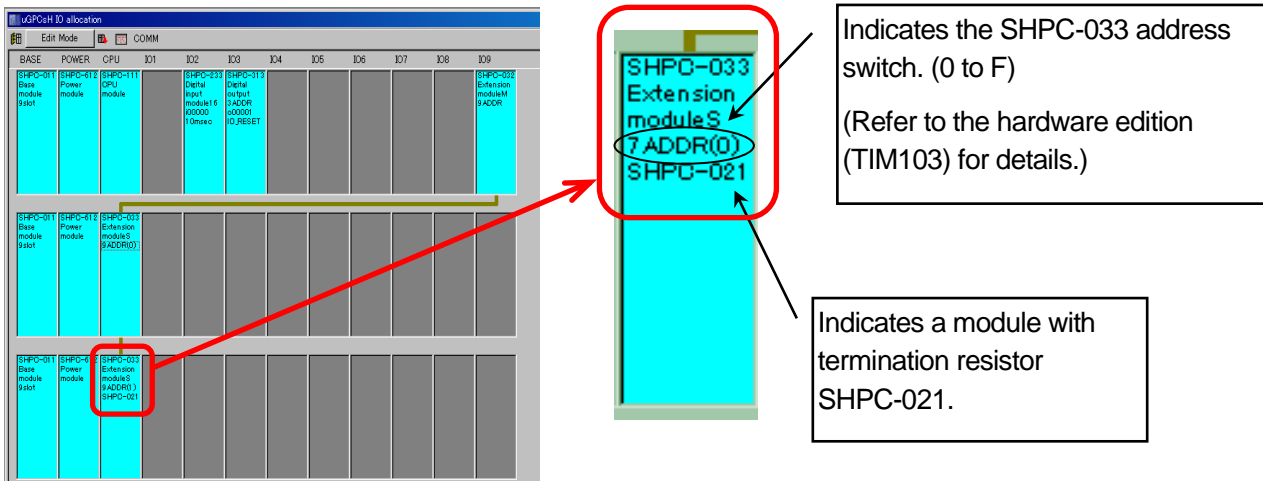 uGPCsH IO allocation
Edit Mode COMM
BASE POWER CPU IO1 IO2 IO3 IO4 IO5 IO6 IO7 IO8 IO9
SHPC-011
Base
module
9slot
SHPC-612
Power
module
SHPC-111
CPU
module
SHPC-233
Digital
input
module16
i00000
10msec
SHPC-313
Digital
output
3ADDR
o00001
IO_RESET
SHPC-032
Extension
moduleM
9ADDR
SHPC-011
Base
module
9slot
SHPC-612
Power
module
SHPC-033
Extension
moduleS
9ADDR(0)
SHPC-011
Base
module
9slot
SHPC-612
Power
module
SHPC-033
Extension
moduleS
9ADDR(1)
SHPC-021
SHPC-033
Extension
moduleS
7ADDR(0)
SHPC-021
Indicates the SHPC-033 address
switch. (0 to F)
(Refer to the hardware edition
(TIM103) for details.)
Indicates a module with
termination resistor
SHPC-021.